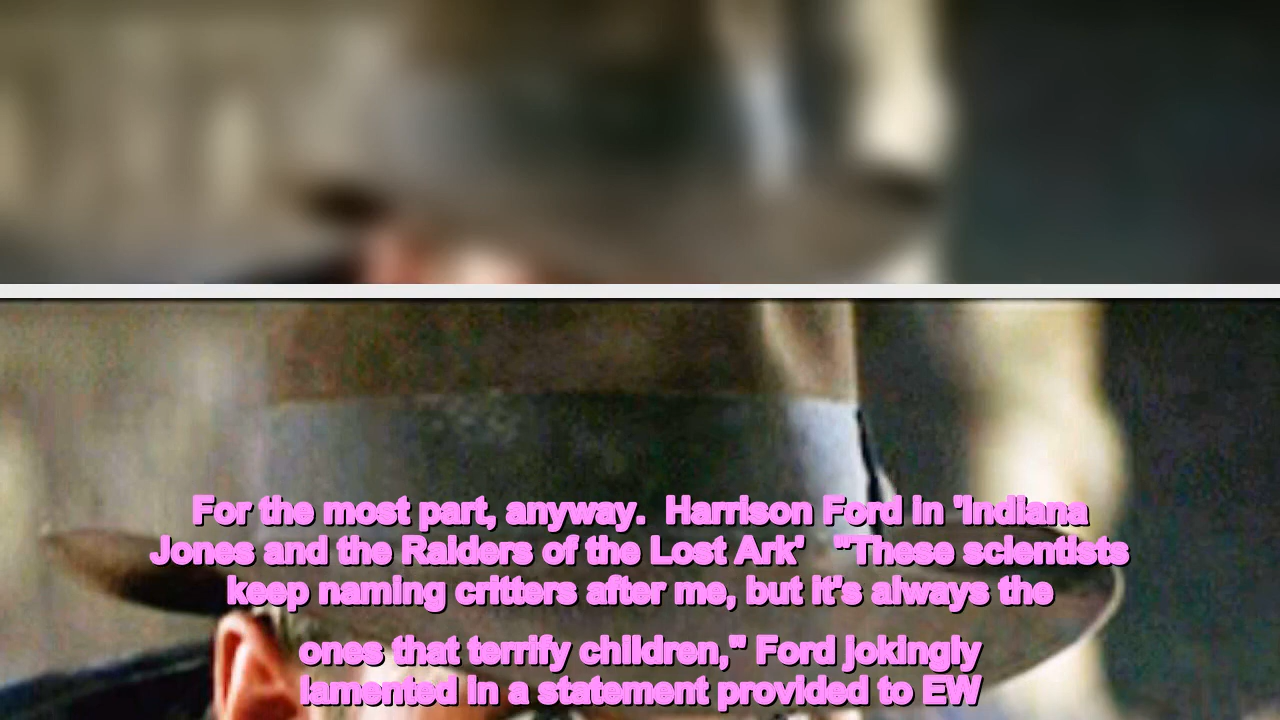 For the most part, anyway.  Harrison Ford in 'Indiana
Jones and the Raiders of the Lost Ark'   "These scientists
keep naming critters after me, but it's always the
ones that terrify children," Ford jokingly
lamented in a statement provided to EW